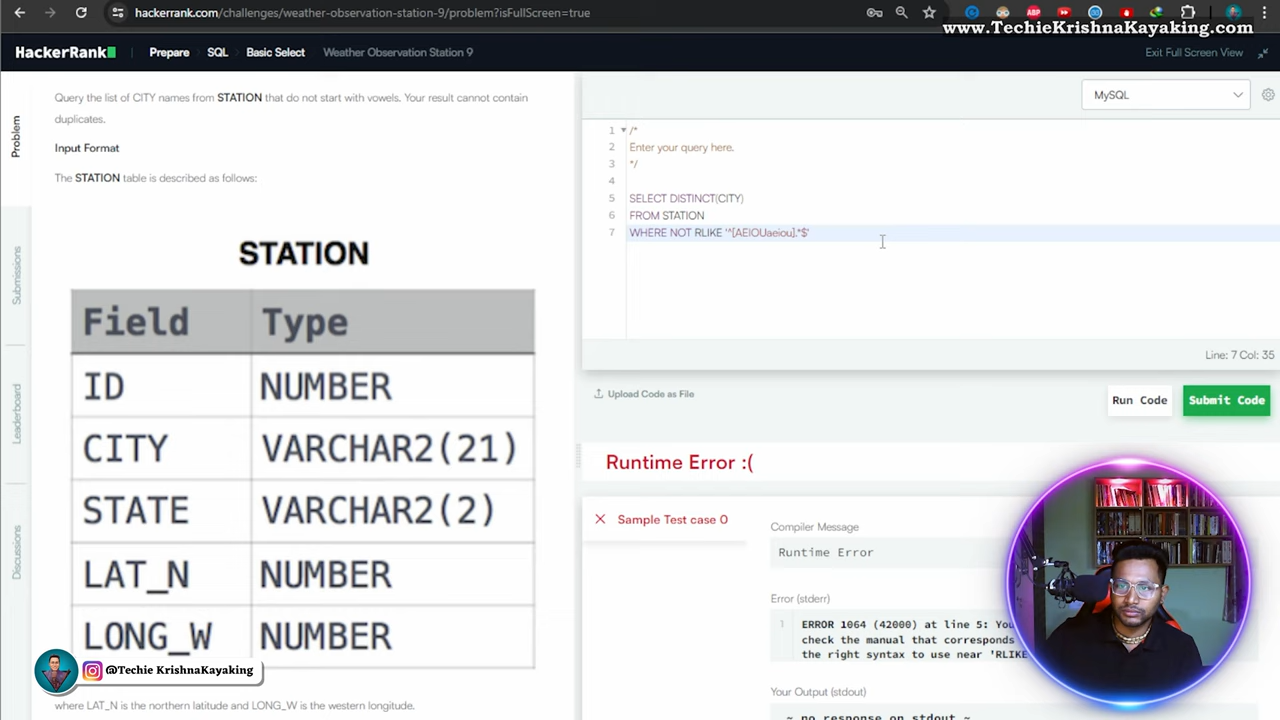 hackerrank.com/challenges/weather-observation-station-9/problem?isFullScreen=true
ABP
www.TechieKrishnaKayaking.com
HackerRank
Prepare
SQL
Basic Select
Weather Observation Station 9
Exit Full Screen View
Problem
Submissions
Leaderboard
Discussions
Query the list of CITY names from STATION that do not start with vowels. Your result cannot contain
duplicates.
Input Format
The STATION table is described as follows:
STATION
Field Type
ID NUMBER
CITY VARCHAR2(21)
STATE VARCHAR2(2)
LAT_N NUMBER
LONG_W NUMBER
@Techie KrishnaKayaking
where LAT_N is the northern latitude and LONG_W is the western longitude.
MySQL
1 /*
2 Enter your query here.
3 */
4
5 SELECT DISTINCT(CITY)
6 FROM STATION
7 WHERE NOT RLIKE '^[AEIOUaeiou].*$'
Line: 7 Col: 35
Upload Code as File
Run Code
Submit Code
Runtime Error :(
Sample Test case 0
Compiler Message
Runtime Error
Error (stderr)
1 ERROR 1064 (42000) at line 5: Yo
check the manual that corresponds
the right syntax to use near 'RLIKE
Your Output (stdout)
~ no response on stdout ~